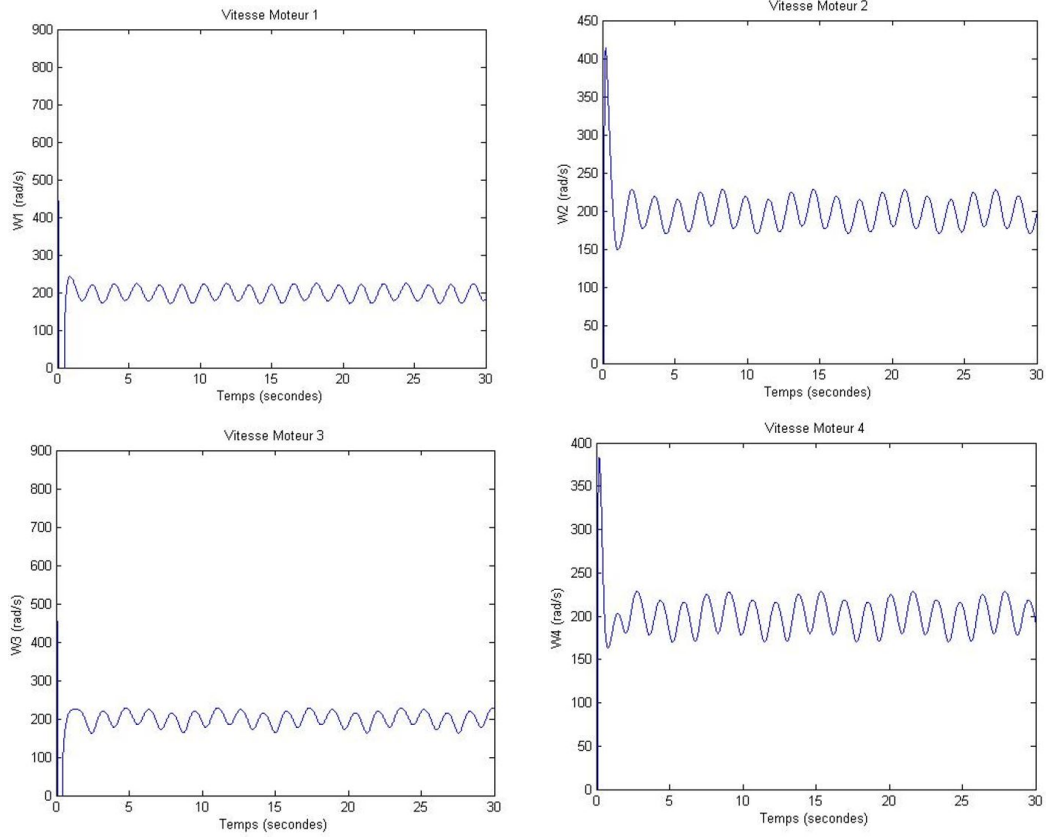 Vitesse Moteur 1
900
800
700
600
500
400
300
200
100
0
W1 (rad/s)
0 5 10 15 20 25 30
Temps (secondes)
Vitesse Moteur 2
450
400
350
300
250
200
150
100
50
0
W2 (rad/s)
0 5 10 15 20 25 30
Temps (secondes)
Vitesse Moteur 3
900
800
700
600
500
400
300
200
100
0
W3 (rad/s)
0 5 10 15 20 25 30
Temps (secondes)
Vitesse Moteur 4
400
350
300
250
200
150
100
50
0
W4 (rad/s)
0 5 10 15 20 25 30
Temps (secondes)